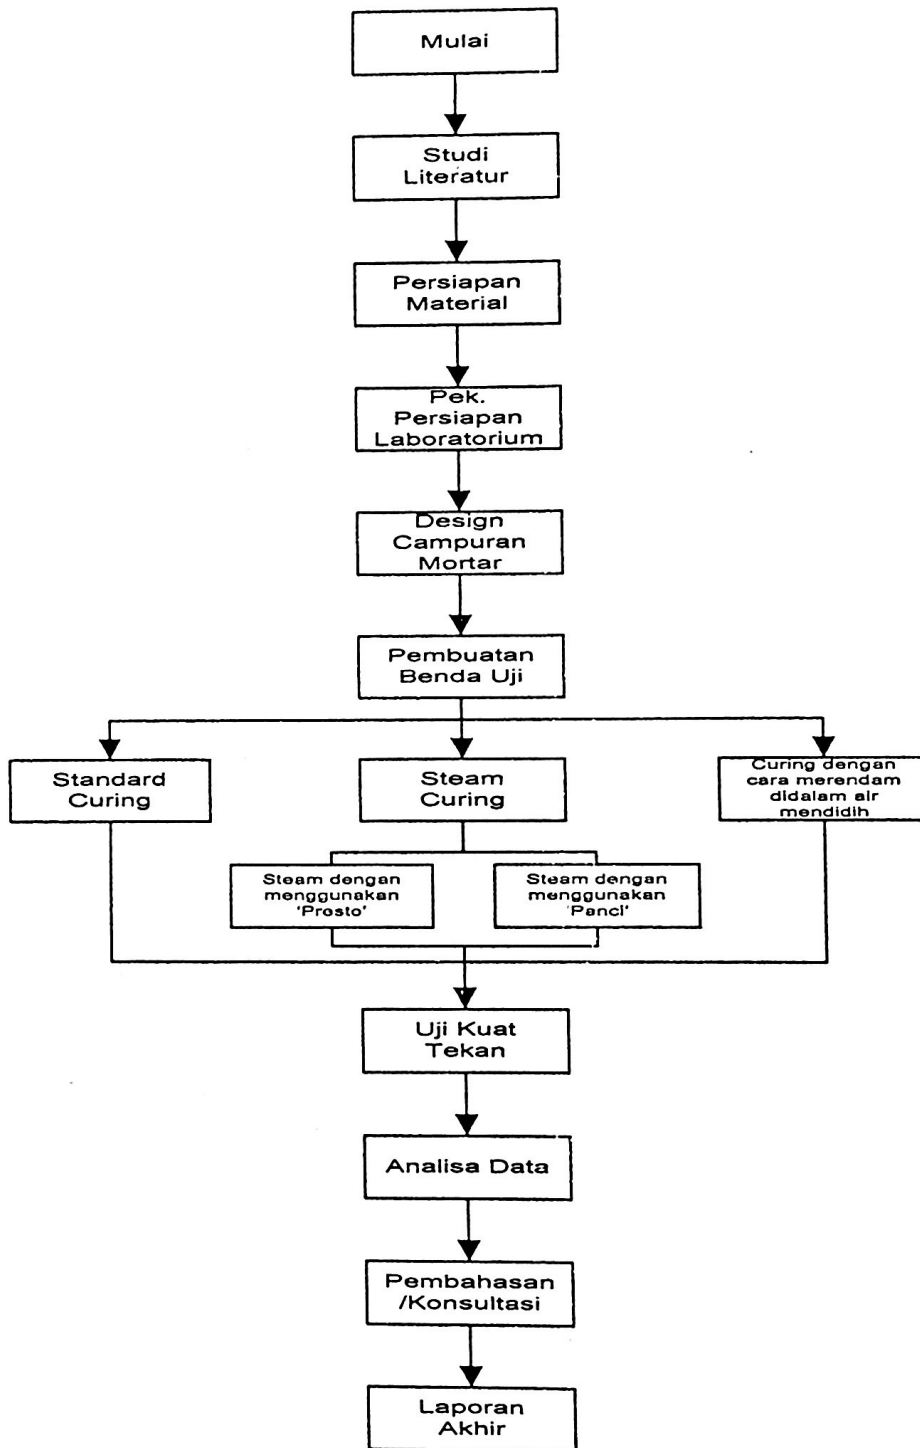 Mulai
Studi
Literatur
Persiapan
Material
Pek.
Persiapan
Laboratorium
Design
Campuran
Mortar
Pembuatan
Benda Uji
Standard
Curing
Steam
Curing
Curing dengan
cara merendam
didalam air
mendidih
Steam dengan
menggunakan
'Presto'
Steam dengan
menggunakan
'Panci'
Uji Kuat
Tekan
Analisa Data
Pembahasan
/Konsultasi
Laporan
Akhir